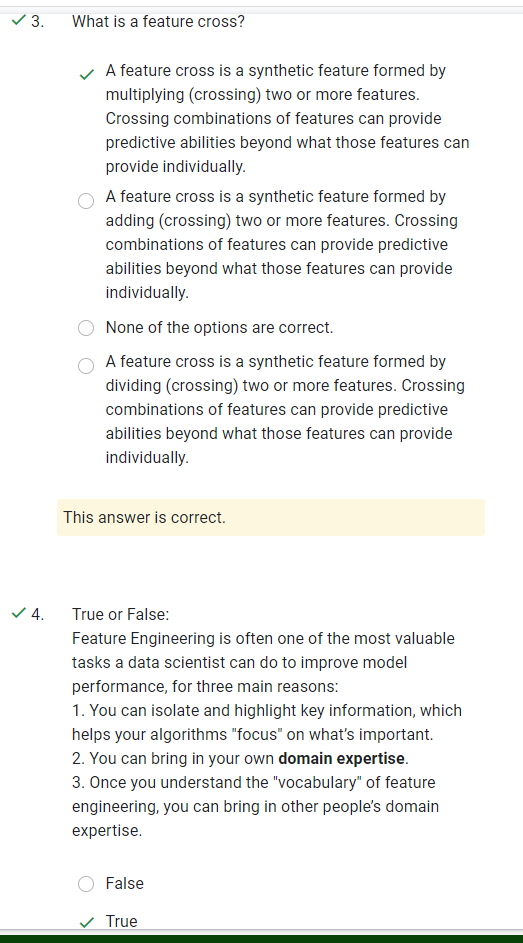 3. What is a feature cross?
A feature cross is a synthetic feature formed by
multiplying (crossing) two or more features.
Crossing combinations of features can provide
predictive abilities beyond what those features can
provide individually.
A feature cross is a synthetic feature formed by
adding (crossing) two or more features. Crossing
combinations of features can provide predictive
abilities beyond what those features can provide
individually.
None of the options are correct.
A feature cross is a synthetic feature formed by
dividing (crossing) two or more features. Crossing
combinations of features can provide predictive
abilities beyond what those features can provide
individually.
This answer is correct.
4. True or False:
Feature Engineering is often one of the most valuable
tasks a data scientist can do to improve model
performance, for three main reasons:
1. You can isolate and highlight key information, which
helps your algorithms "focus" on what’s important.
2. You can bring in your own domain expertise.
3. Once you understand the "vocabulary" of feature
engineering, you can bring in other people’s domain
expertise.
False
True